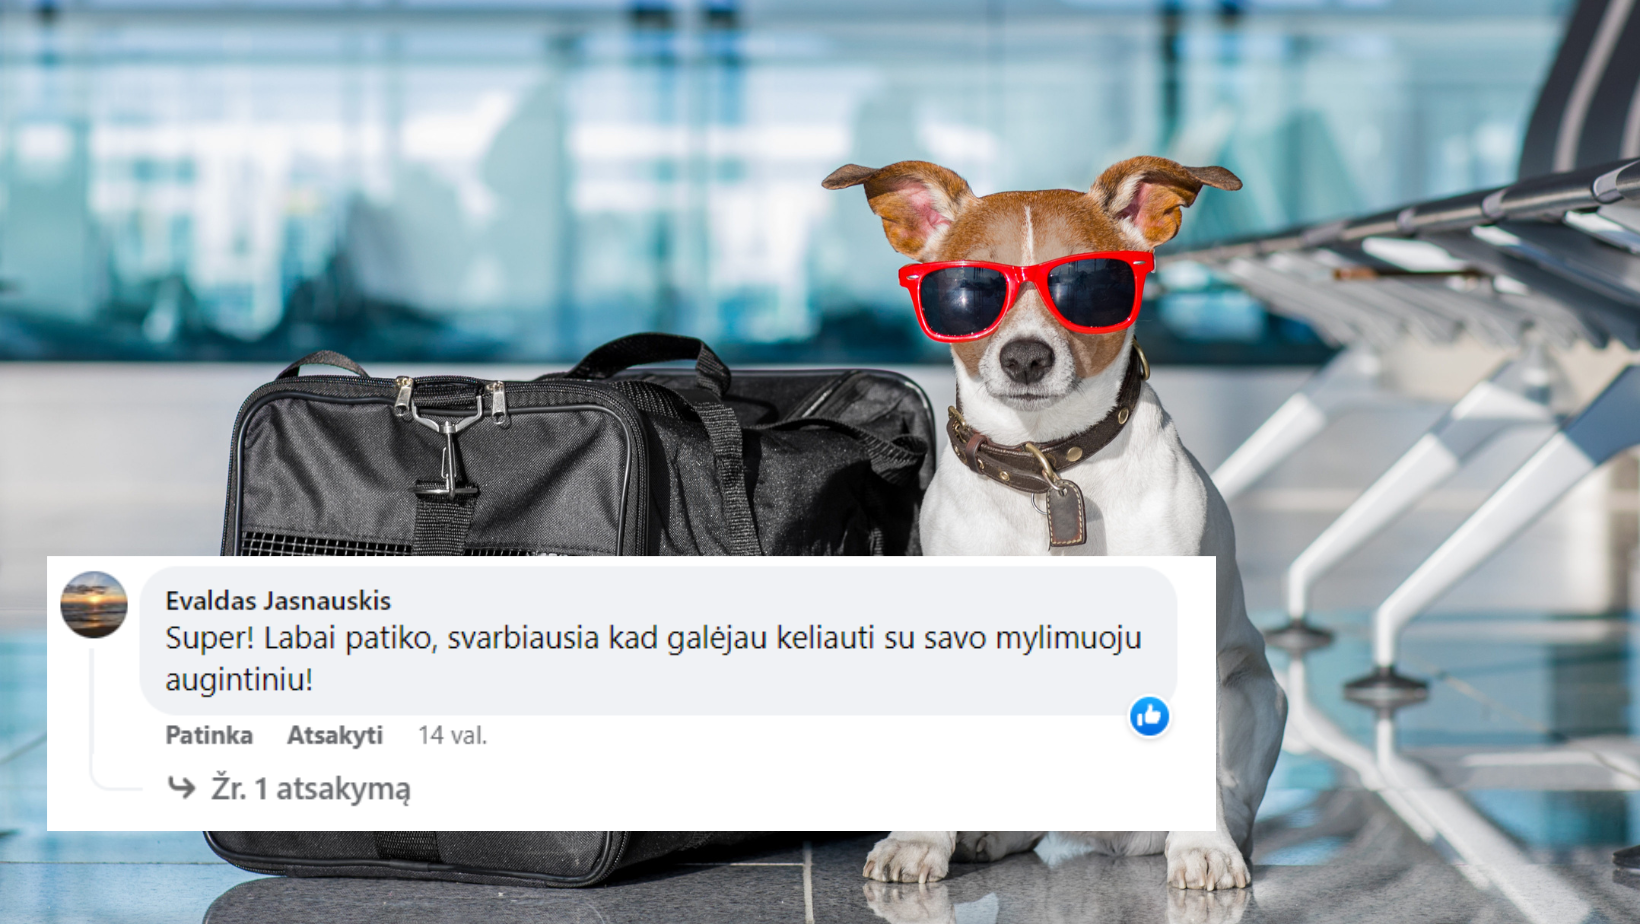 Evaldas Jasnauskis
Super! Labai patiko, svarbiausia kad galėjau keliauti su savo mylimuoju
augintiniu!
Patinka Atsakyti 14 val.
Žr. 1 atsakymą